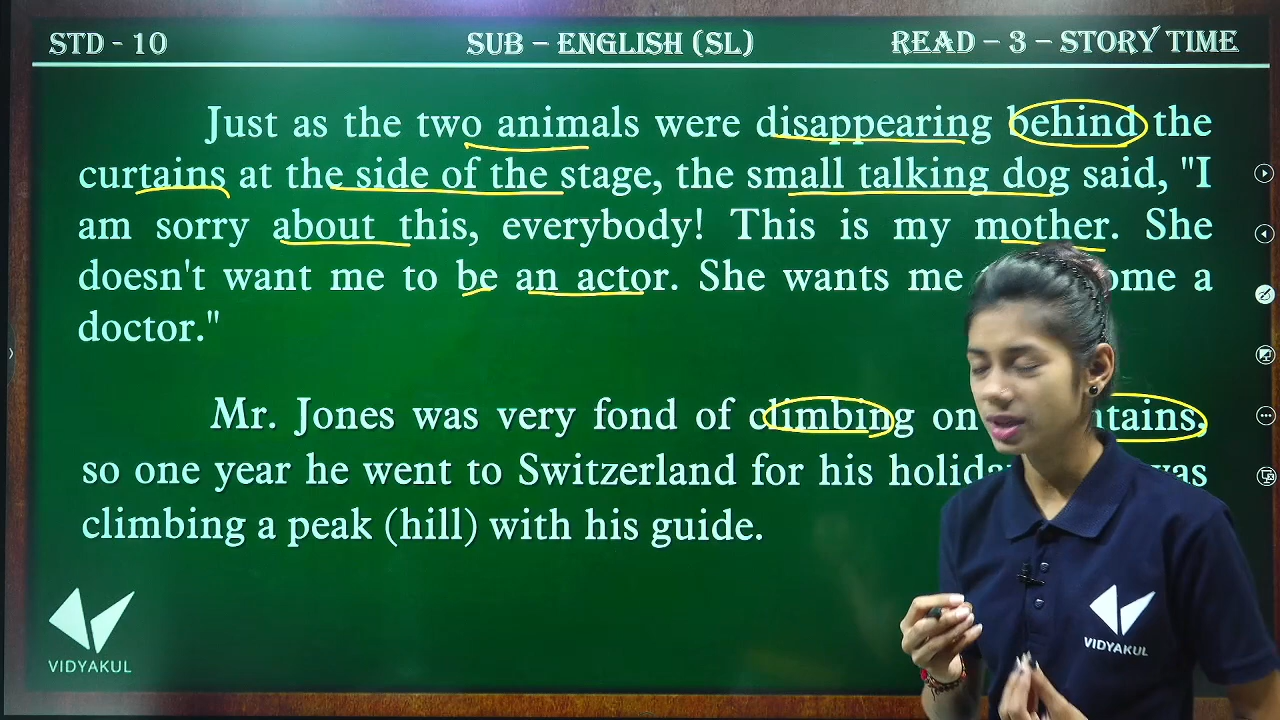 STD - 10 SUB – ENGLISH (SL) READ – 3 – STORY TIME
Just as the two animals were disappearing behind the
curtains at the side of the stage, the small talking dog said, "I
am sorry about this, everybody! This is my mother. She
doesn't want me to be an actor. She wants me
doctor."
Mr. Jones was very fond of climbing on
so one year he went to Switzerland for his
climbing a peak (hill) with his guide.
VIDYAKUL
VIDYAKUL